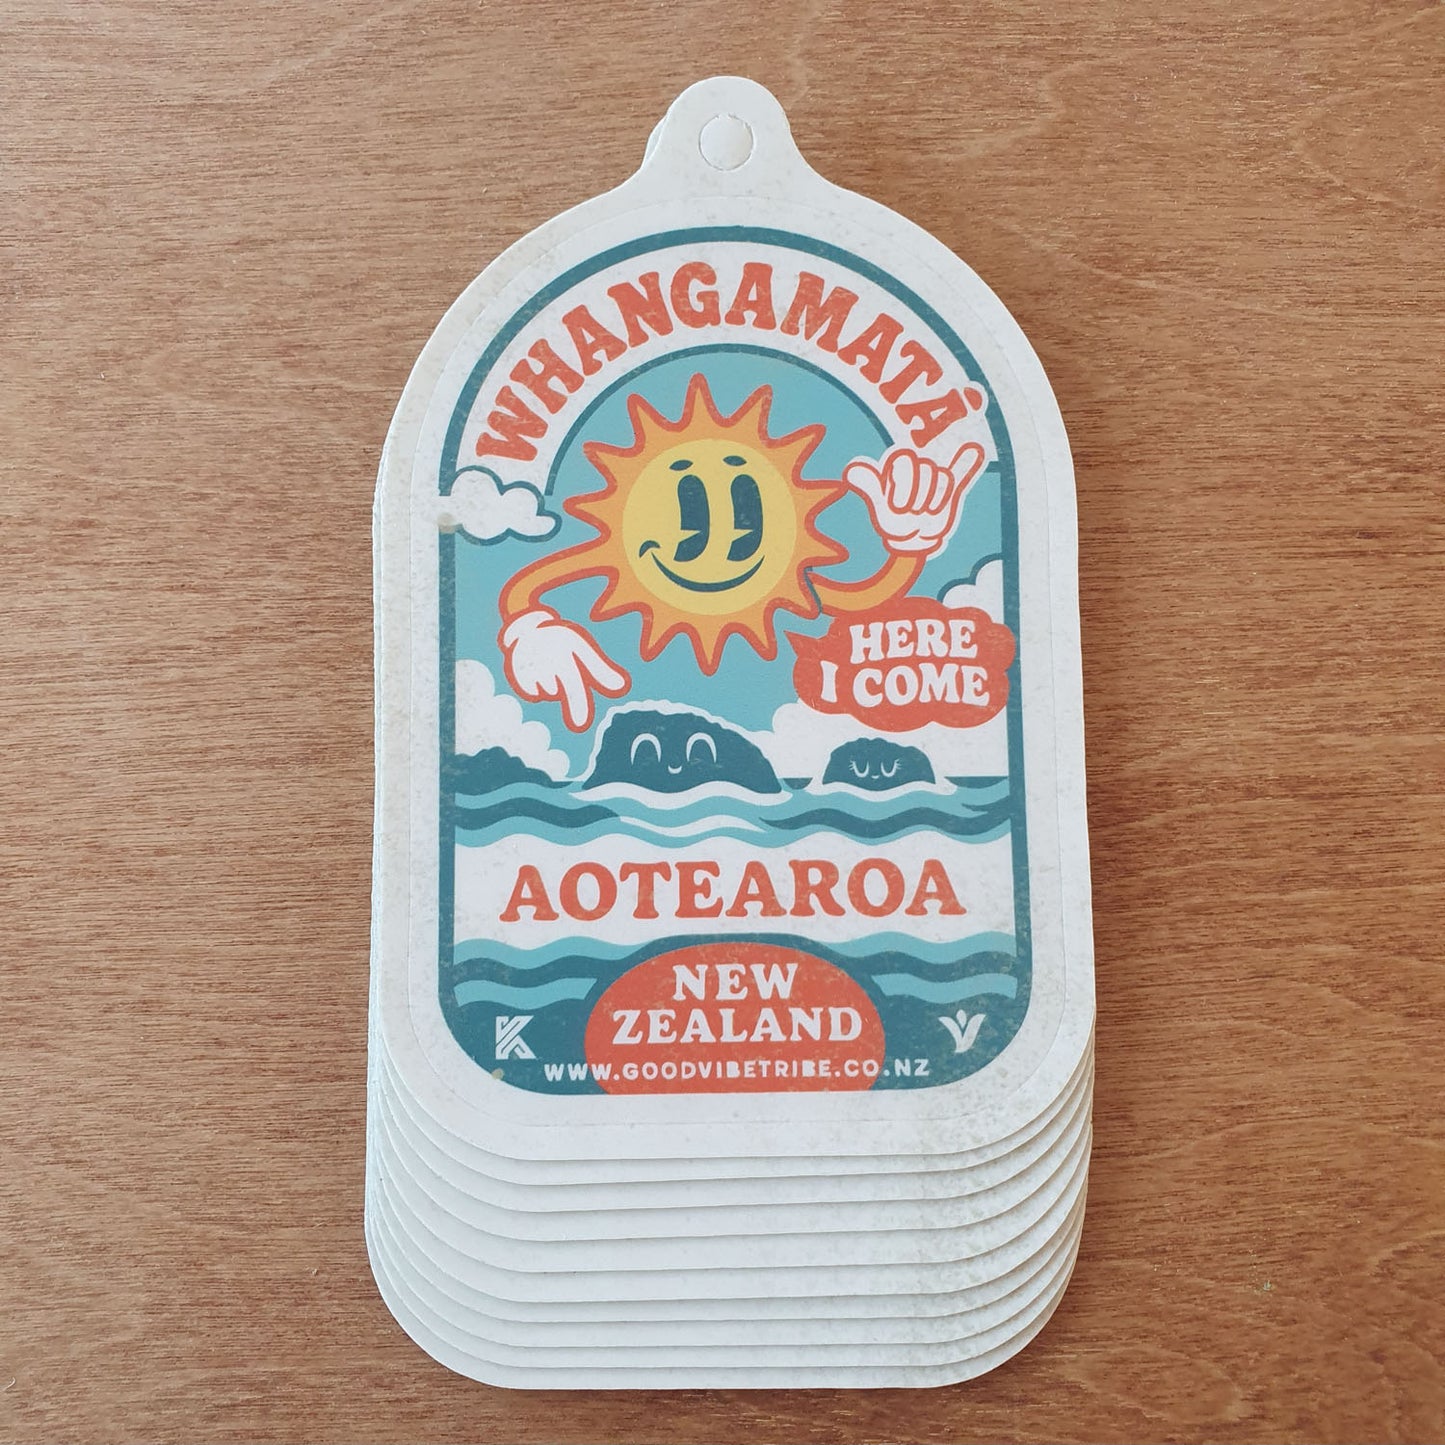 WHANGAMATĀ
HERE
I COME
AOTEAROA
NEW
ZEALAND
WWW.GOODVIBETRIBE.CO.NZ